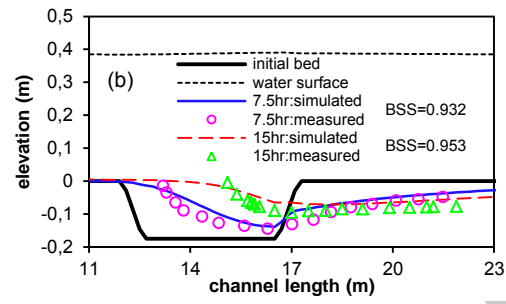 0,5
0,4
0,3
0,2
0,1
0
-0,1
-0,2
elevation (m)
(b)
initial bed
water surface
7.5hr:simulated
7.5hr:measured
15hr:simulated
15hr:measured
BSS=0.932
BSS=0.953
11 14 17 20 23
channel length (m)